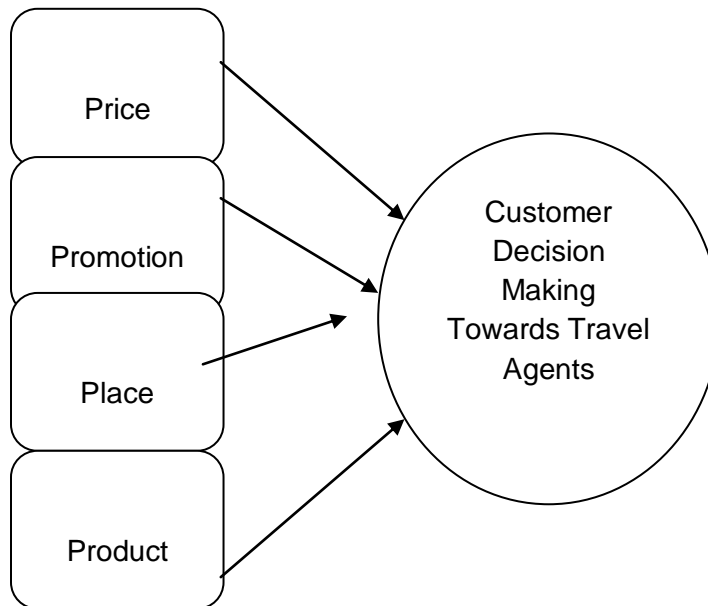 Price
Promotion
Place
Product
Customer
Decision
Making
Towards Travel
Agents